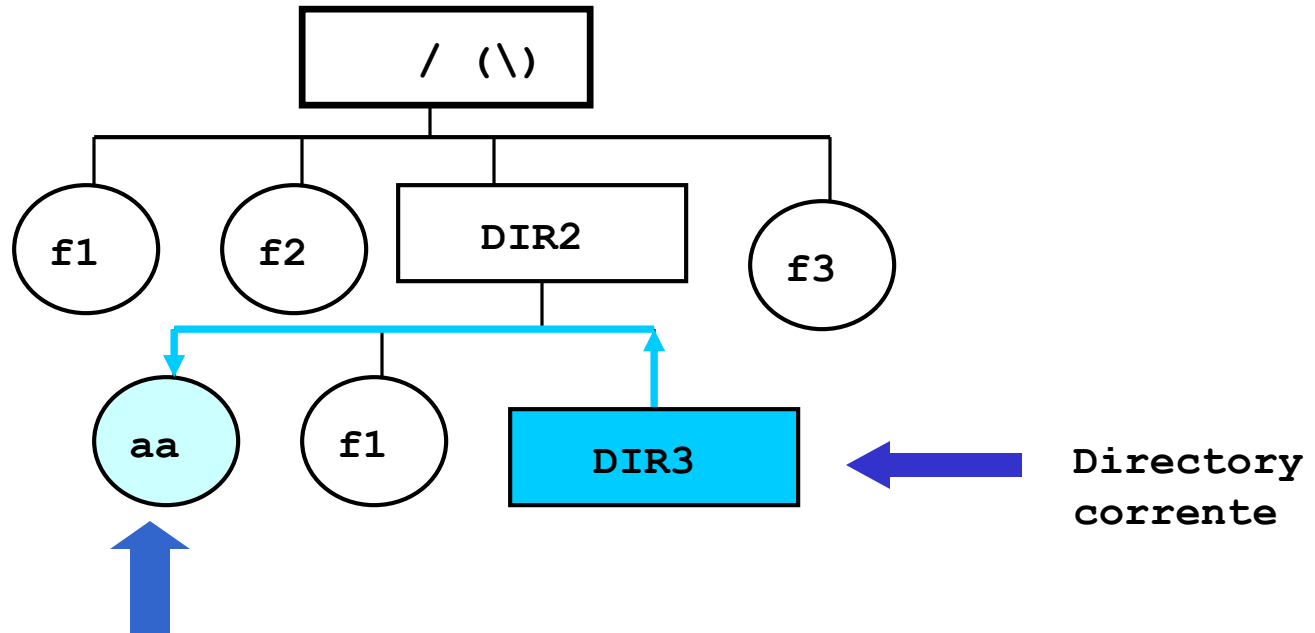 / (\)
f1
f2
DIR2
f3
aa
f1
DIR3
Directory
corrente